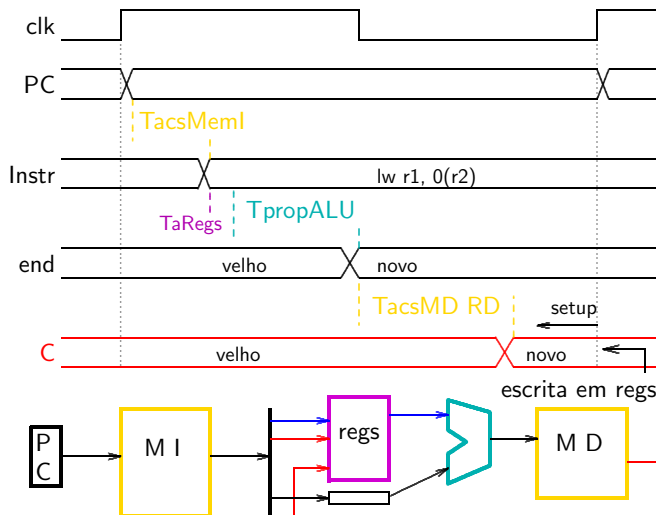 clk
PC
TacsMemI
Instr
lw r1, 0(r2)
TaRegs
TpropALU
end
velho
novo
TacsMD RD
setup
C
velho
novo
escrita em regs
P
C
M I
regs
M D